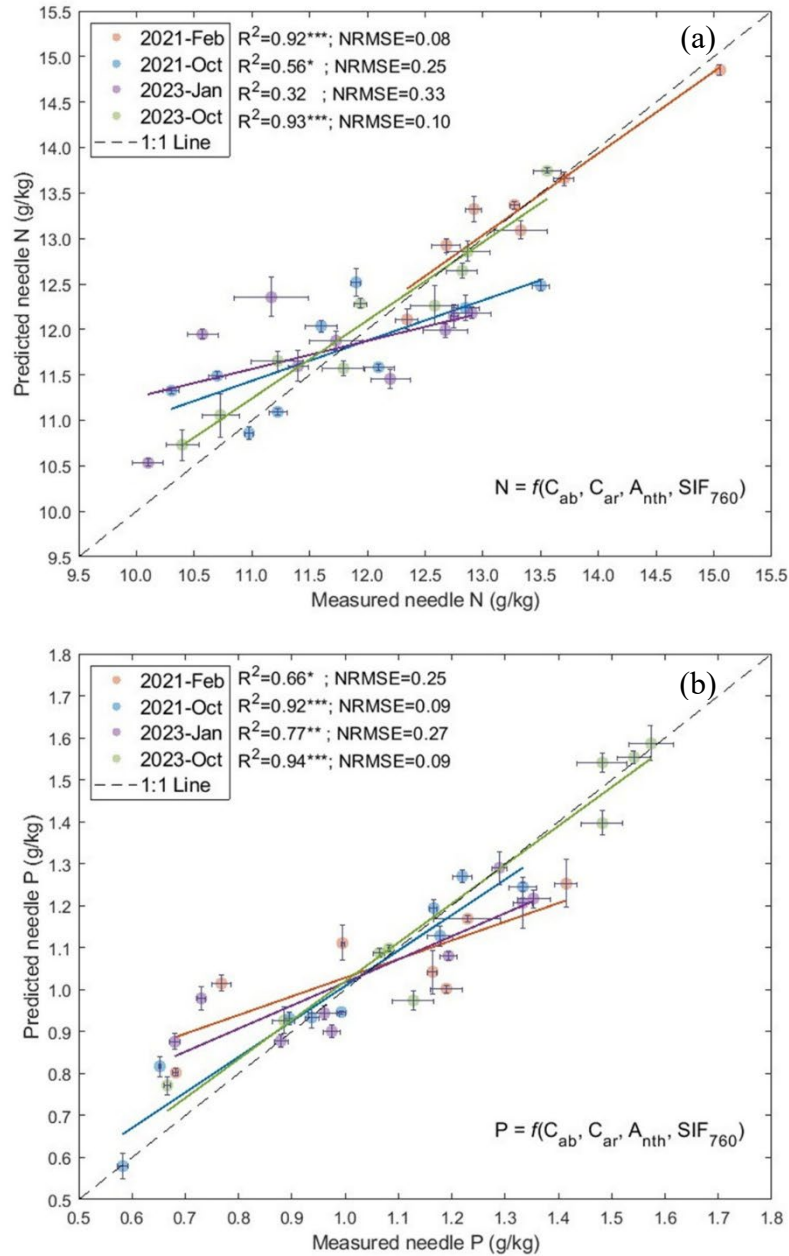 (a)
2021-Feb R²=0.92***; NRMSE=0.08
2021-Oct R²=0.56* ; NRMSE=0.25
2023-Jan R²=0.32 ; NRMSE=0.33
2023-Oct R²=0.93***; NRMSE=0.10
1:1 Line
15.5
15.0
14.5
14.0
13.5
13.0
12.5
12.0
11.5
11.0
10.5
10.0
9.5
Predicted needle N (g/kg)
N = f(C_ab, C_ar, A_nth, SIF_760)
9.5 10.0 10.5 11.0 11.5 12.0 12.5 13.0 13.5 14.0 14.5 15.0 15.5
Measured needle N (g/kg)
(b)
2021-Feb R²=0.66* ; NRMSE=0.25
2021-Oct R²=0.92***; NRMSE=0.09
2023-Jan R²=0.77** ; NRMSE=0.27
2023-Oct R²=0.94***; NRMSE=0.09
1:1 Line
1.8
1.7
1.6
1.5
1.4
1.3
1.2
1.1
1.0
0.9
0.8
0.7
0.6
0.5
Predicted needle P (g/kg)
P = f(C_ab, C_ar, A_nth, SIF_760)
0.5 0.6 0.7 0.8 0.9 1.0 1.1 1.2 1.3 1.4 1.5 1.6 1.7 1.8
Measured needle P (g/kg)